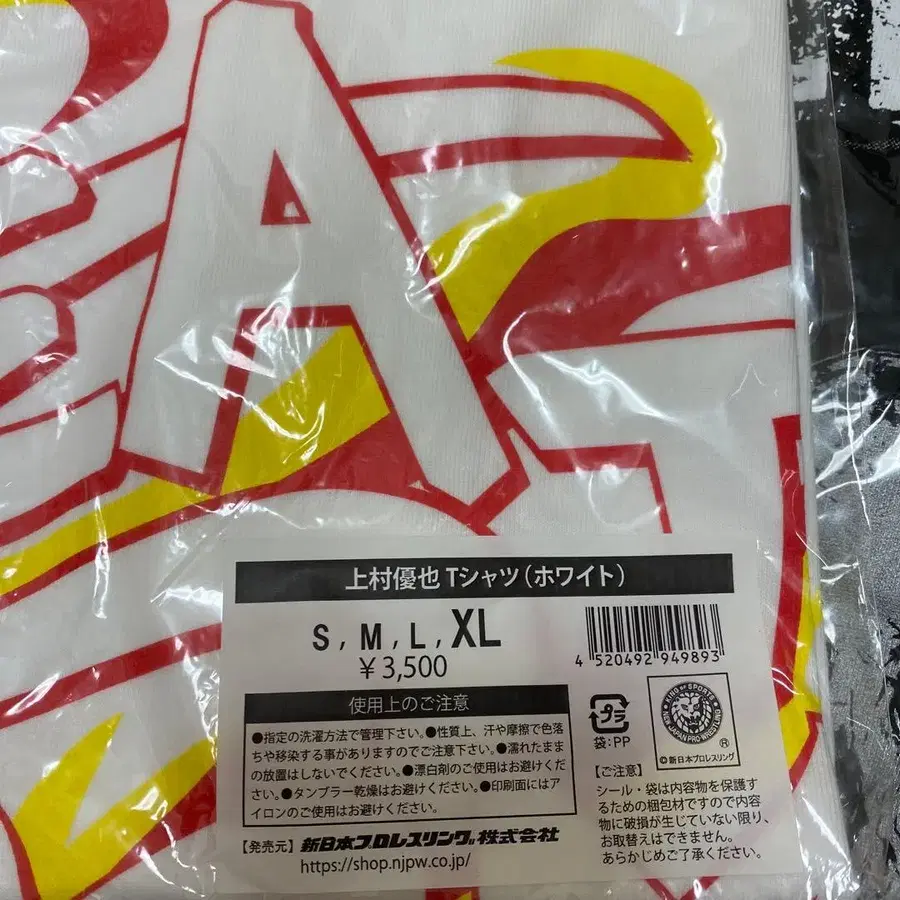 EAT
上村優也 Tシャツ（ホワイト）
S, M, L, XL
¥3,500
4 520492 949893
使用上のご注意
●指定の洗濯方法で管理下さい。●性質上、汗や摩擦で色落
ちや移染する事がありますのでご注意下さい。●濡れたまま
の放置はしないでください。●漂白剤のご使用はお避けくださ
い。●タンブラー乾燥はお避けください。●印刷面にはア
イロンのご使用はお避けください。
プラ
袋:PP
KING OF SPORTS
NEW JAPAN PRO-WRESTLING
®
©新日本プロレスリング
【ご注意】
シール・袋は内容物を保護す
るための梱包材ですので内容
物に破損が生じていない限り、
お取替えはできません。
あらかじめご了承ください。
【発売元】新日本プロレスリング株式会社
https://shop.njpw.co.jp/